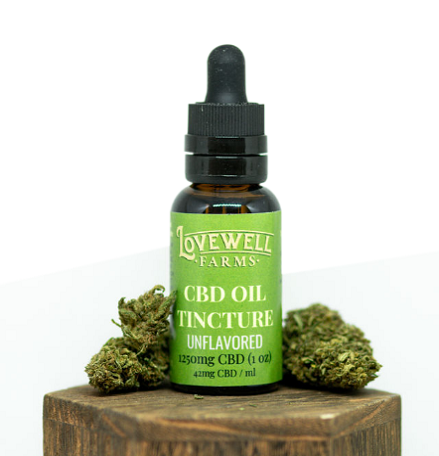 LOVEWELL
FARMS
CBD OIL
TINCTURE
UNFLAVORED
1250mg CBD (1 oz)
42mg CBD / ml